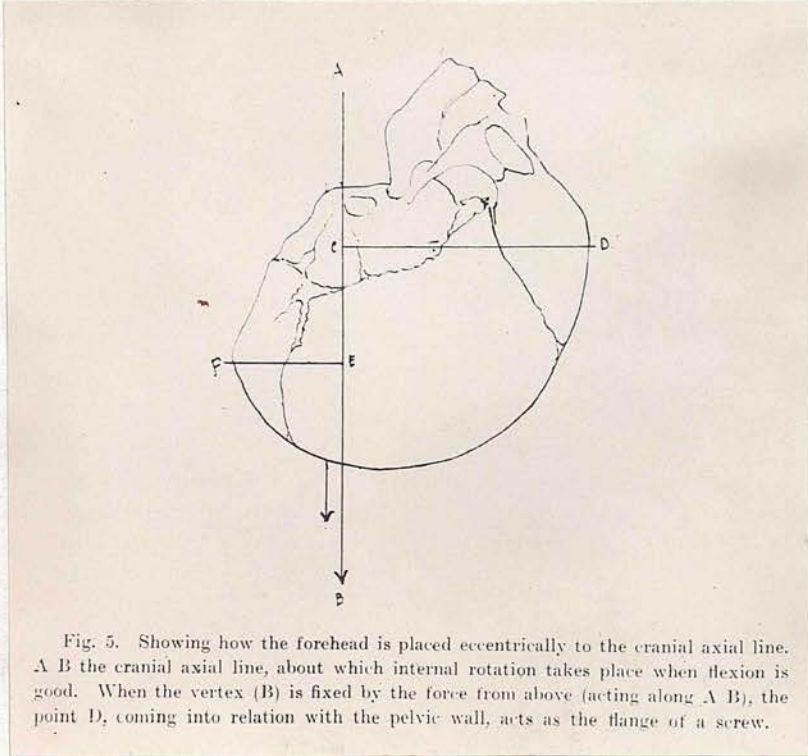 A
C
D
F
E
B
Fig. 5. Showing how the forehead is placed eccentrically to the cranial axial line.
A B the cranial axial line, about which internal rotation takes place when flexion is
good. When the vertex (B) is fixed by the force from above (acting along A B), the
point D, coming into relation with the pelvic wall, acts as the flange of a screw.